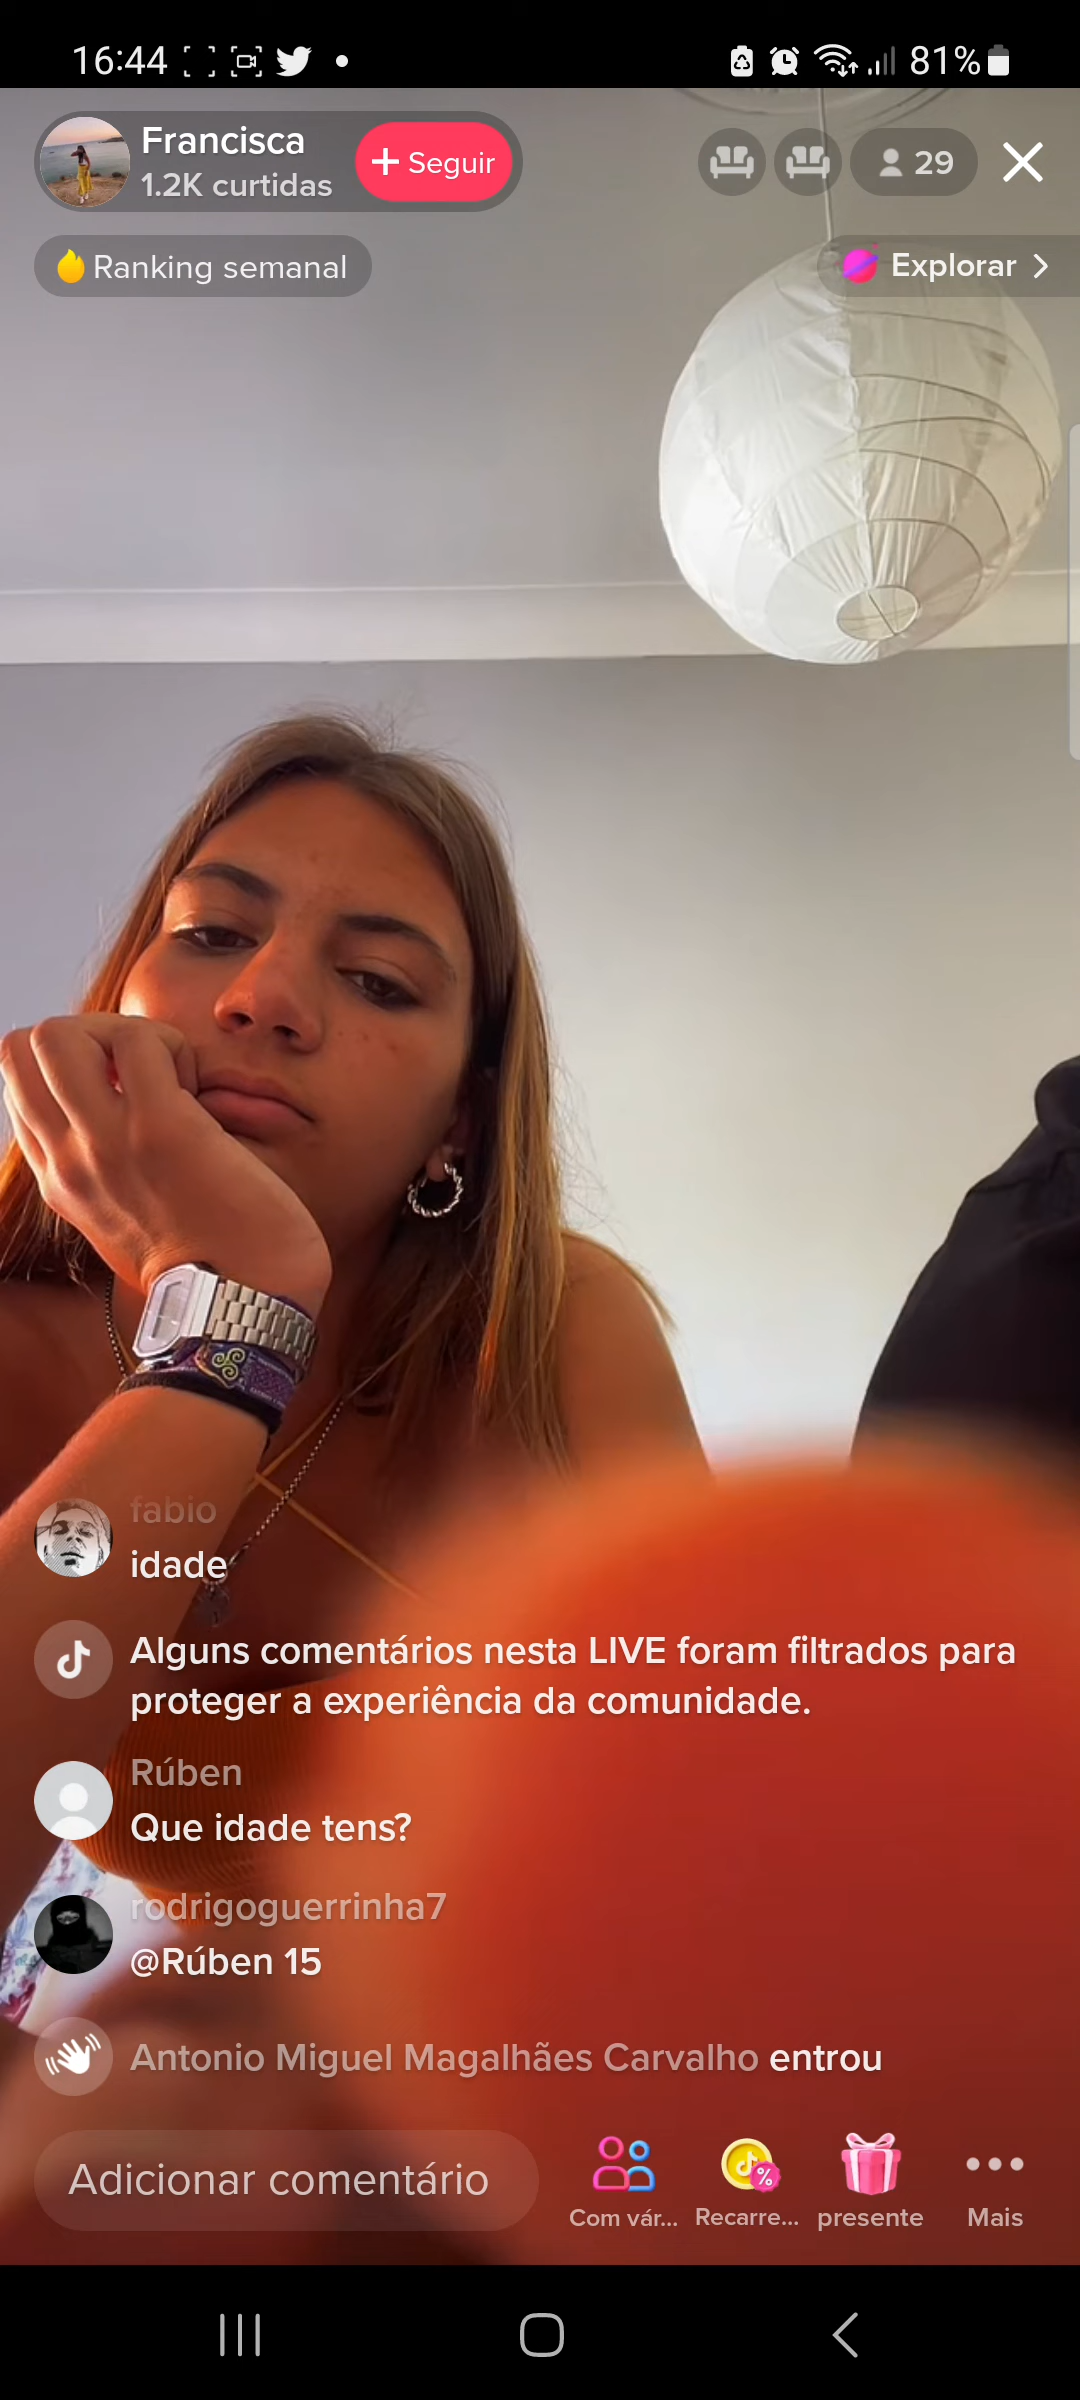 16:44
81%
Francisca
1.2K curtidas
+ Seguir
29
Ranking semanal
Explorar >
fabio
idade
Alguns comentários nesta LIVE foram filtrados para
proteger a experiência da comunidade.
Rúben
Que idade tens?
rodrigoguerrinha7
@Rúben 15
Antonio Miguel Magalhães Carvalho entrou
Adicionar comentário
Com vár...
Recarre...
presente
Mais